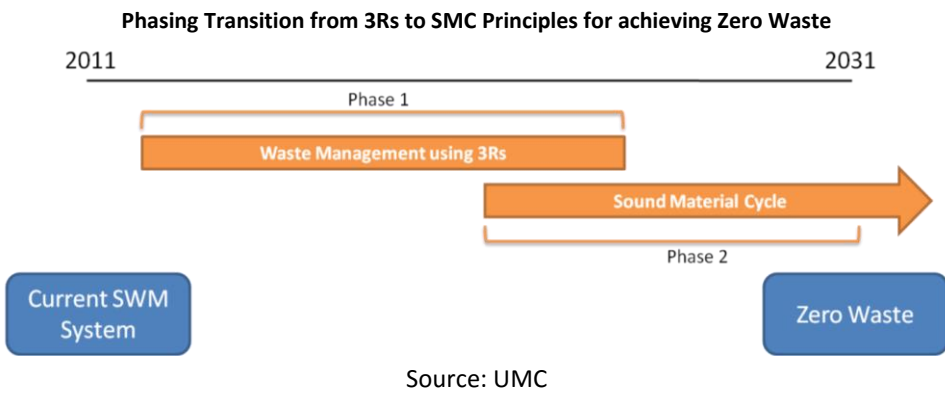 Phasing Transition from 3Rs to SMC Principles for achieving Zero Waste
2011
2031
Phase 1
Waste Management using 3Rs
Sound Material Cycle
Phase 2
Current SWM
System
Zero Waste
Source: UMC